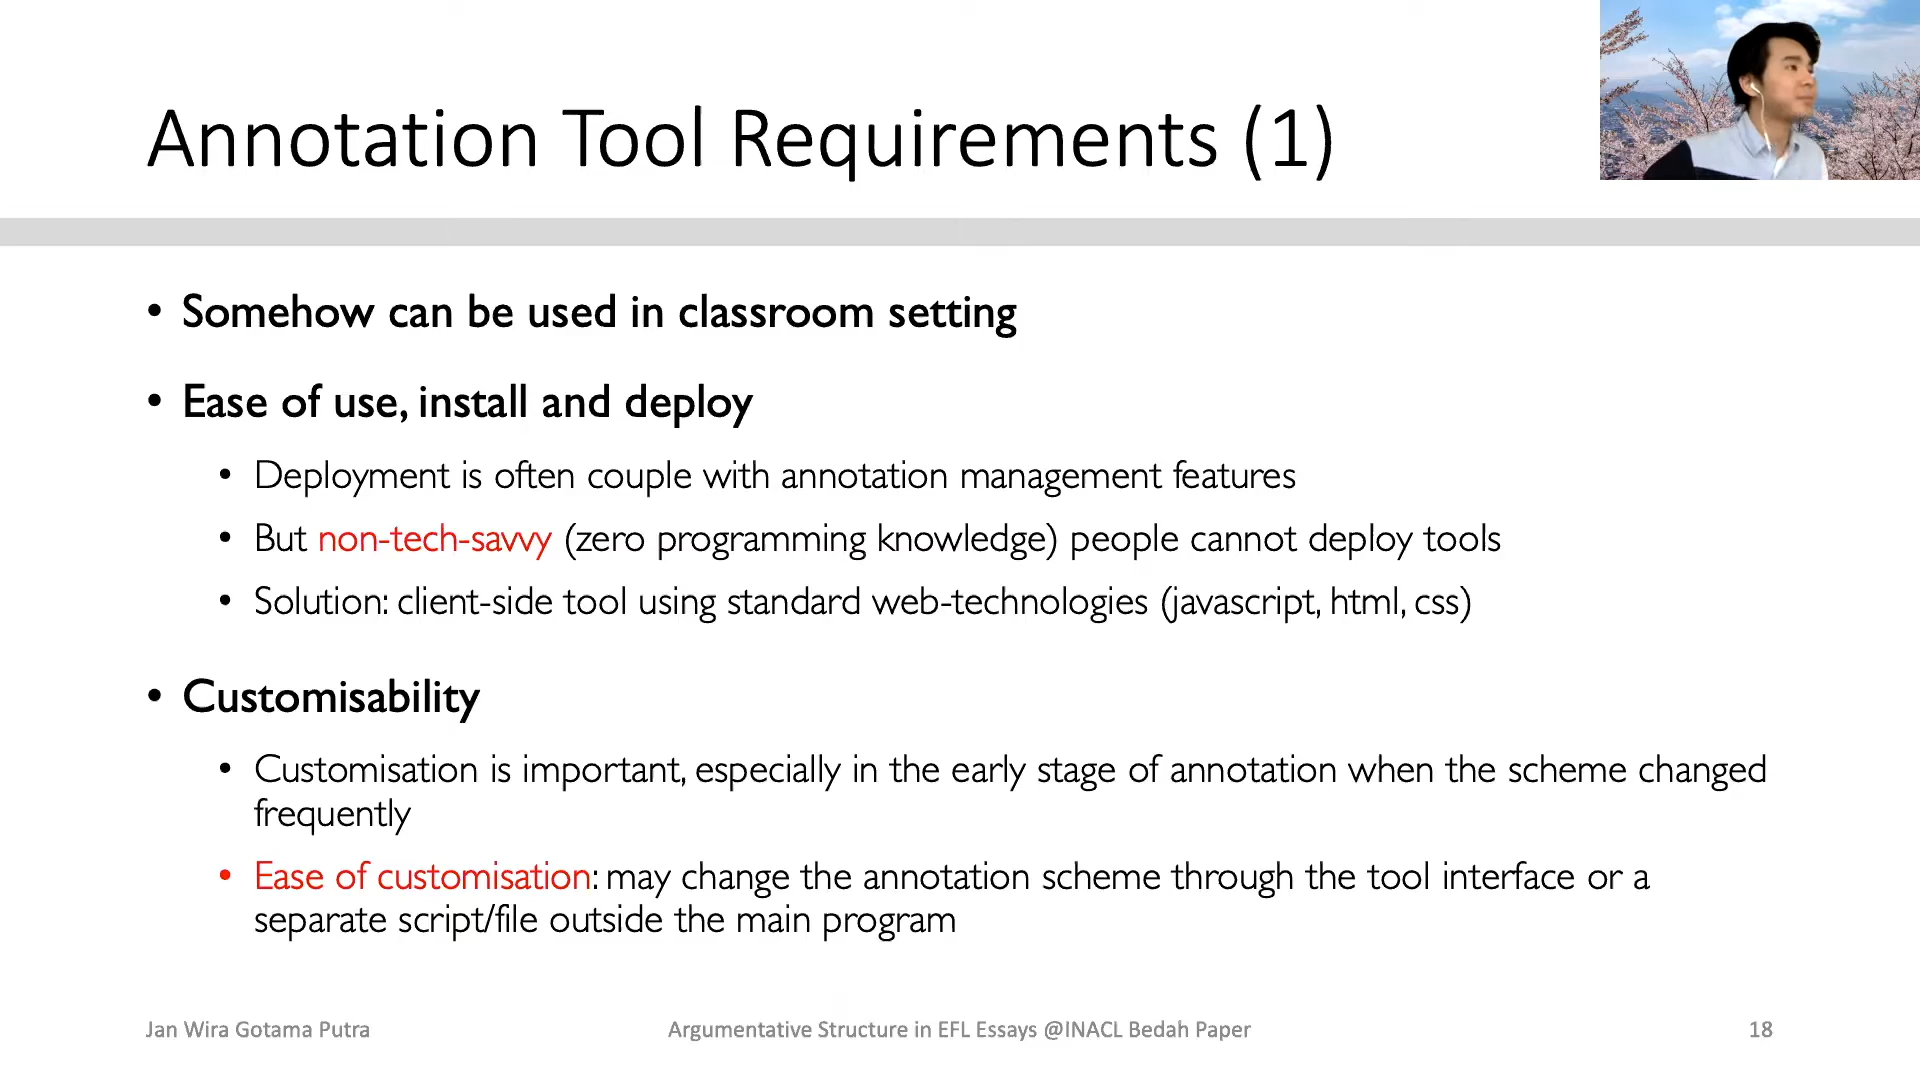 Annotation Tool Requirements (1)
• Somehow can be used in classroom setting
• Ease of use, install and deploy
• Deployment is often couple with annotation management features
• But non-tech-savvy (zero programming knowledge) people cannot deploy tools
• Solution: client-side tool using standard web-technologies (javascript, html, css)
• Customisability
• Customisation is important, especially in the early stage of annotation when the scheme changed
frequently
• Ease of customisation: may change the annotation scheme through the tool interface or a
separate script/file outside the main program
Jan Wira Gotama Putra
Argumentative Structure in EFL Essays @INACL Bedah Paper
18